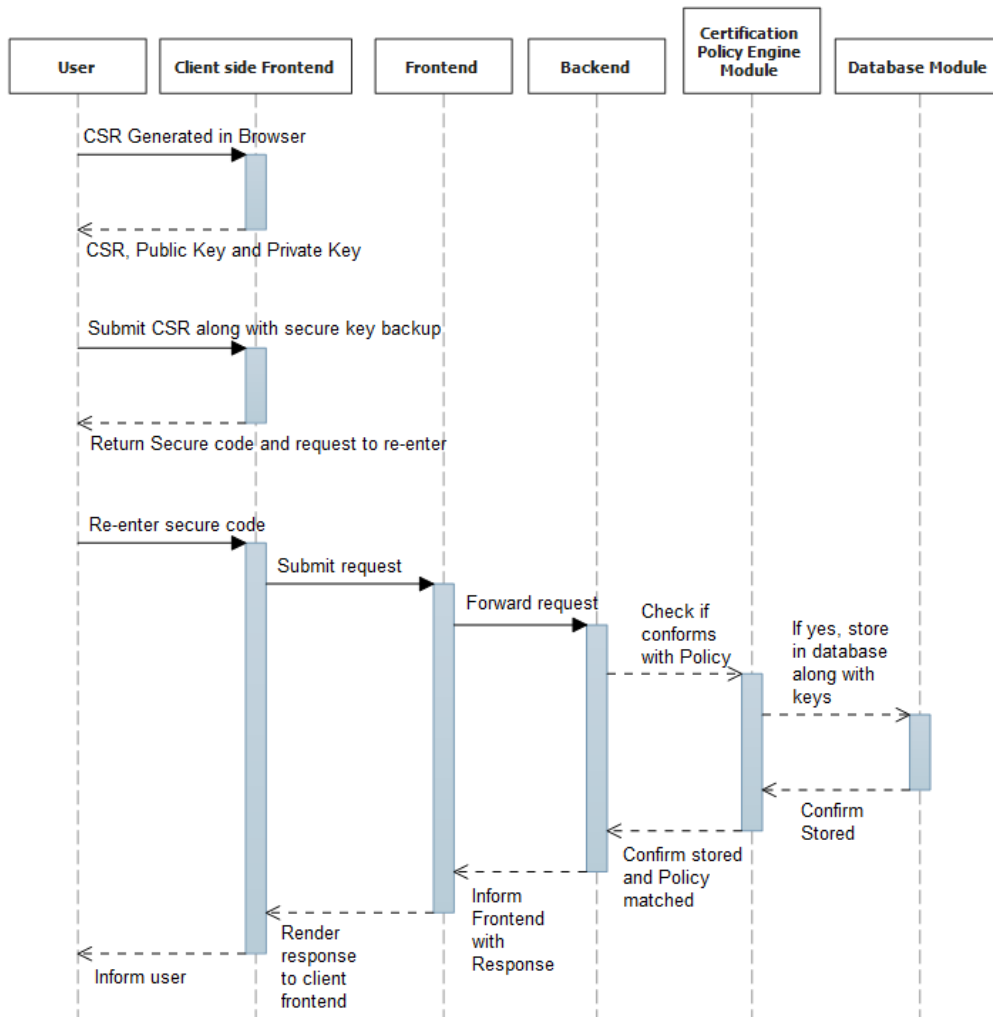 User
Client side Frontend
Frontend
Backend
Certification
Policy Engine
Module
Database Module
CSR Generated in Browser
CSR, Public Key and Private Key
Submit CSR along with secure key backup
Return Secure code and request to re-enter
Re-enter secure code
Submit request
Forward request
Check if
conforms
with Policy
If yes, store
in database
along with
keys
Confirm
Stored
Confirm stored
and Policy
matched
Inform
Frontend
with
Response
Render
response
to client
frontend
Inform user